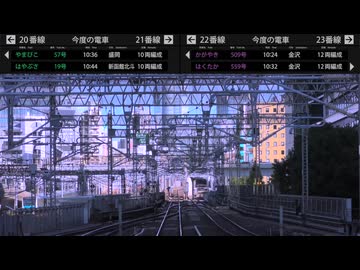 ← 20番線 今度の電車 21番線 →
やまびこ 57号 10:36 盛岡 10両編成
はやぶさ 19号 10:44 新函館北斗 10両編成
← 22番線 今度の電車 23番線 →
かがやき 509号 10:24 金沢 12両編成
はくたか 559号 10:32 金沢 12両編成